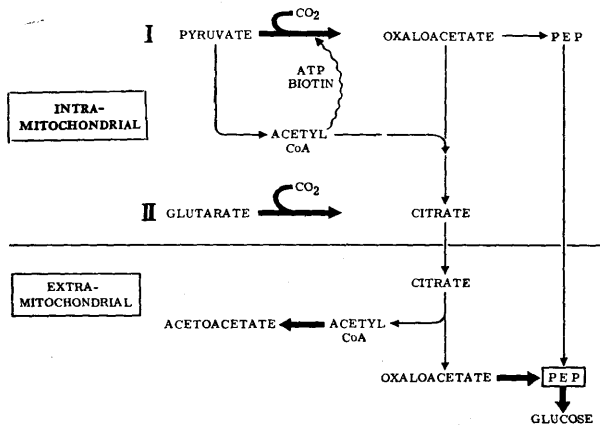 CO2
I PYRUVATE OXALOACETATE PEP
ATP
BIOTIN
INTRA-
MITOCHONDRIAL
ACETYL
CoA
CO2
II GLUTARATE CITRATE
EXTRA-
MITOCHONDRIAL
CITRATE
ACETOACETATE ACETYL
CoA
OXALOACETATE PEP
GLUCOSE